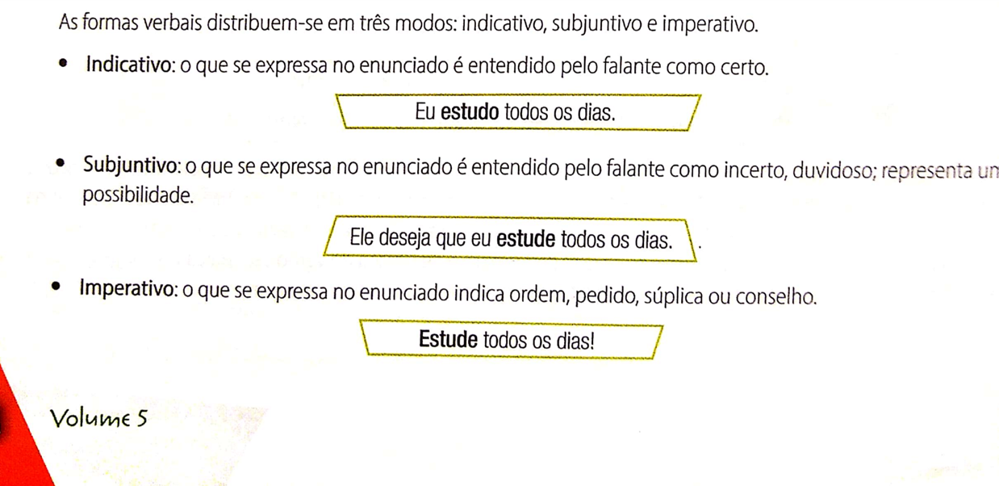 As formas verbais distribuem-se em três modos: indicativo, subjuntivo e imperativo.
• Indicativo: o que se expressa no enunciado é entendido pelo falante como certo.
Eu estudo todos os dias.
• Subjuntivo: o que se expressa no enunciado é entendido pelo falante como incerto, duvidoso; representa
possibilidade.
Ele deseja que eu estude todos os dias.
• Imperativo: o que se expressa no enunciado indica ordem, pedido, súplica ou conselho.
Estude todos os dias!
Volume 5